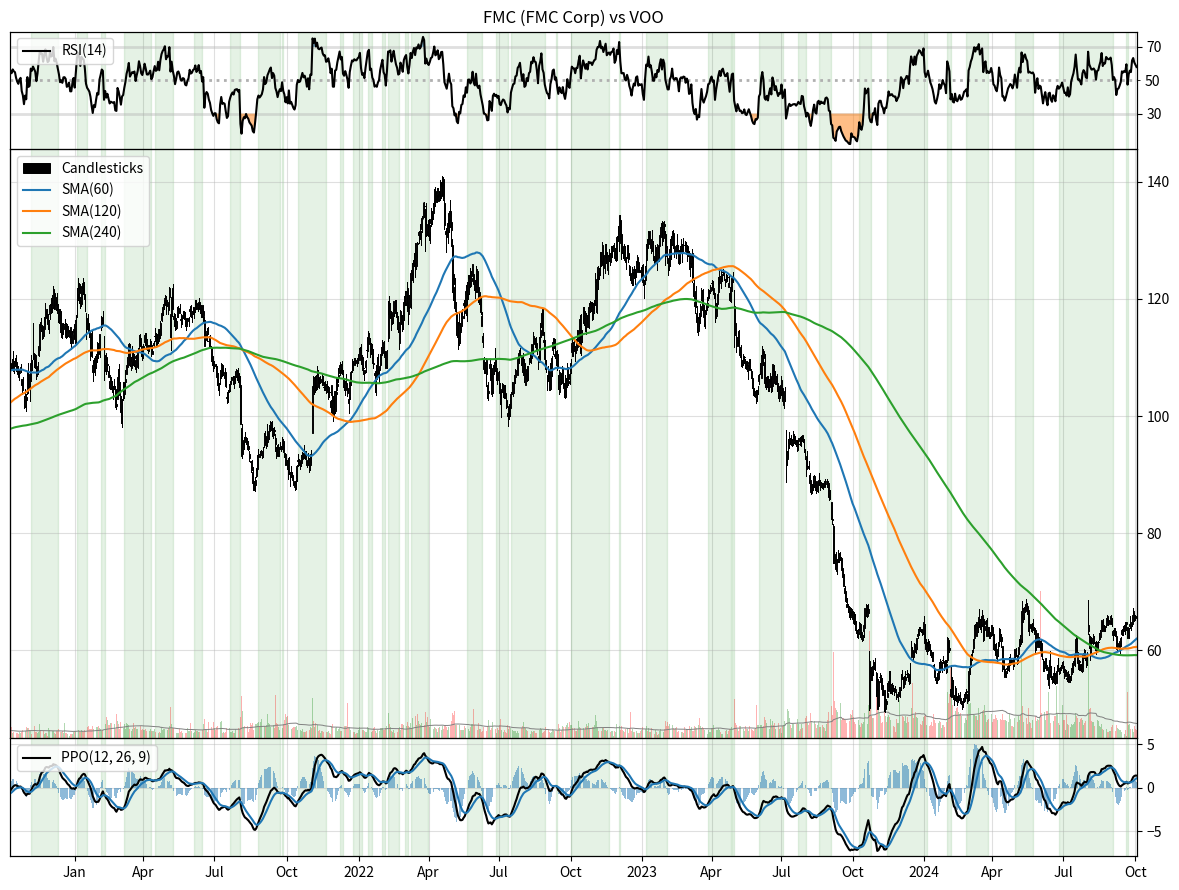 FMC (FMC Corp) vs VOO
RSI(14)
70
50
30
Candlesticks
SMA(60)
SMA(120)
SMA(240)
140
120
100
80
60
PPO(12, 26, 9)
5
0
−5
Jan Apr Jul Oct 2022 Apr Jul Oct 2023 Apr Jul Oct 2024 Apr Jul Oct